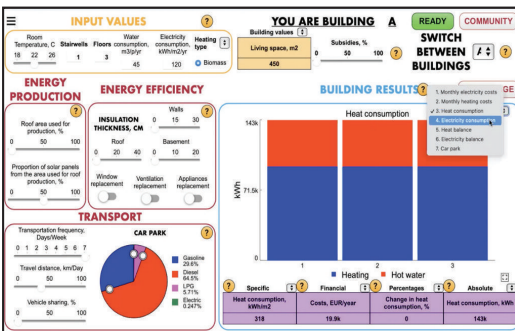 INPUT VALUES
?
YOU ARE BUILDING A
READY
COMMUNITY
Room Temperature, C
18 22 26
Stairwells
1
Floors
3
Water consumption, m3/p/yr
45
Electricity consumption, kWh/m2/yr
120
Heating type
Biomass
Building values
Living space, m2
450
Subsidies, %
0 50 100
?
SWITCH
BETWEEN
BUILDINGS
?
ENERGY
PRODUCTION
?
Roof area used for
production, %
0 50 100
Proportion of solar panels
from the area used for roof
production, %
0 50 100
ENERGY EFFICIENCY
?
INSULATION
THICKNESS, CM
Walls
0 15 30
Roof
0 20 40
Basement
0 10 20
Window
replacement
Ventilation
replacement
Appliances
replacement
TRANSPORT
Transportation frequency,
Days/Week
0 1 2 3 4 5 6 7
Travel distance, km/Day
0 50 100
Vehicle sharing, %
0 50 100
CAR PARK
?
Gasoline
29.6%
Diesel
64.5%
LPG
5.71%
Electric
0.247%
BUILDING RESULTS
?
GE
1. Monthly electricity costs
2. Monthly heating costs
✓ 3. Heat consumption
4. Electricity consumption
5. Heat balance
6. Electricity balance
7. Car park
Heat consumption
143k
71.5k
0
kWh
1 2 3
Heating Hot water
? Specific
? Financial
? Percentages
? Absolute
Heat consumption,
kWh/m2
Costs, EUR/year
Change in heat
consumption, %
Heat consumption, kWh
318 19.9k 0 143k